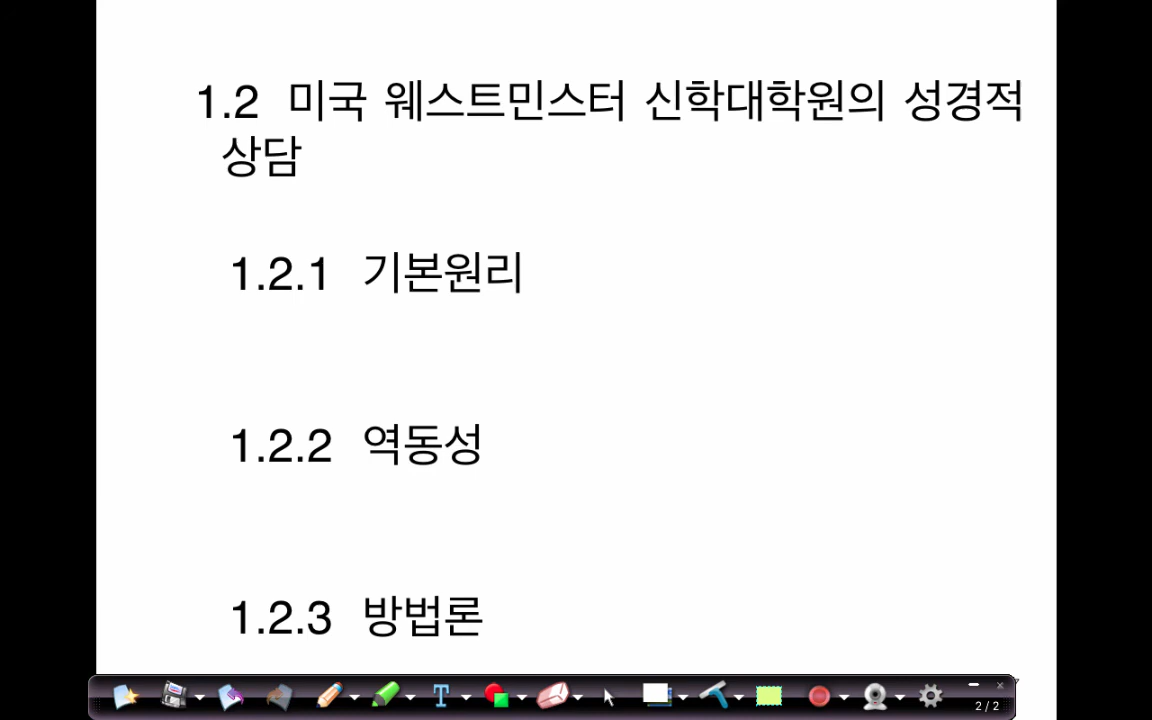 1.2 미국 웨스트민스터 신학대학원의 성경적
상담
1.2.1 기본원리
1.2.2 역동성
1.2.3 방법론
T
2 / 2